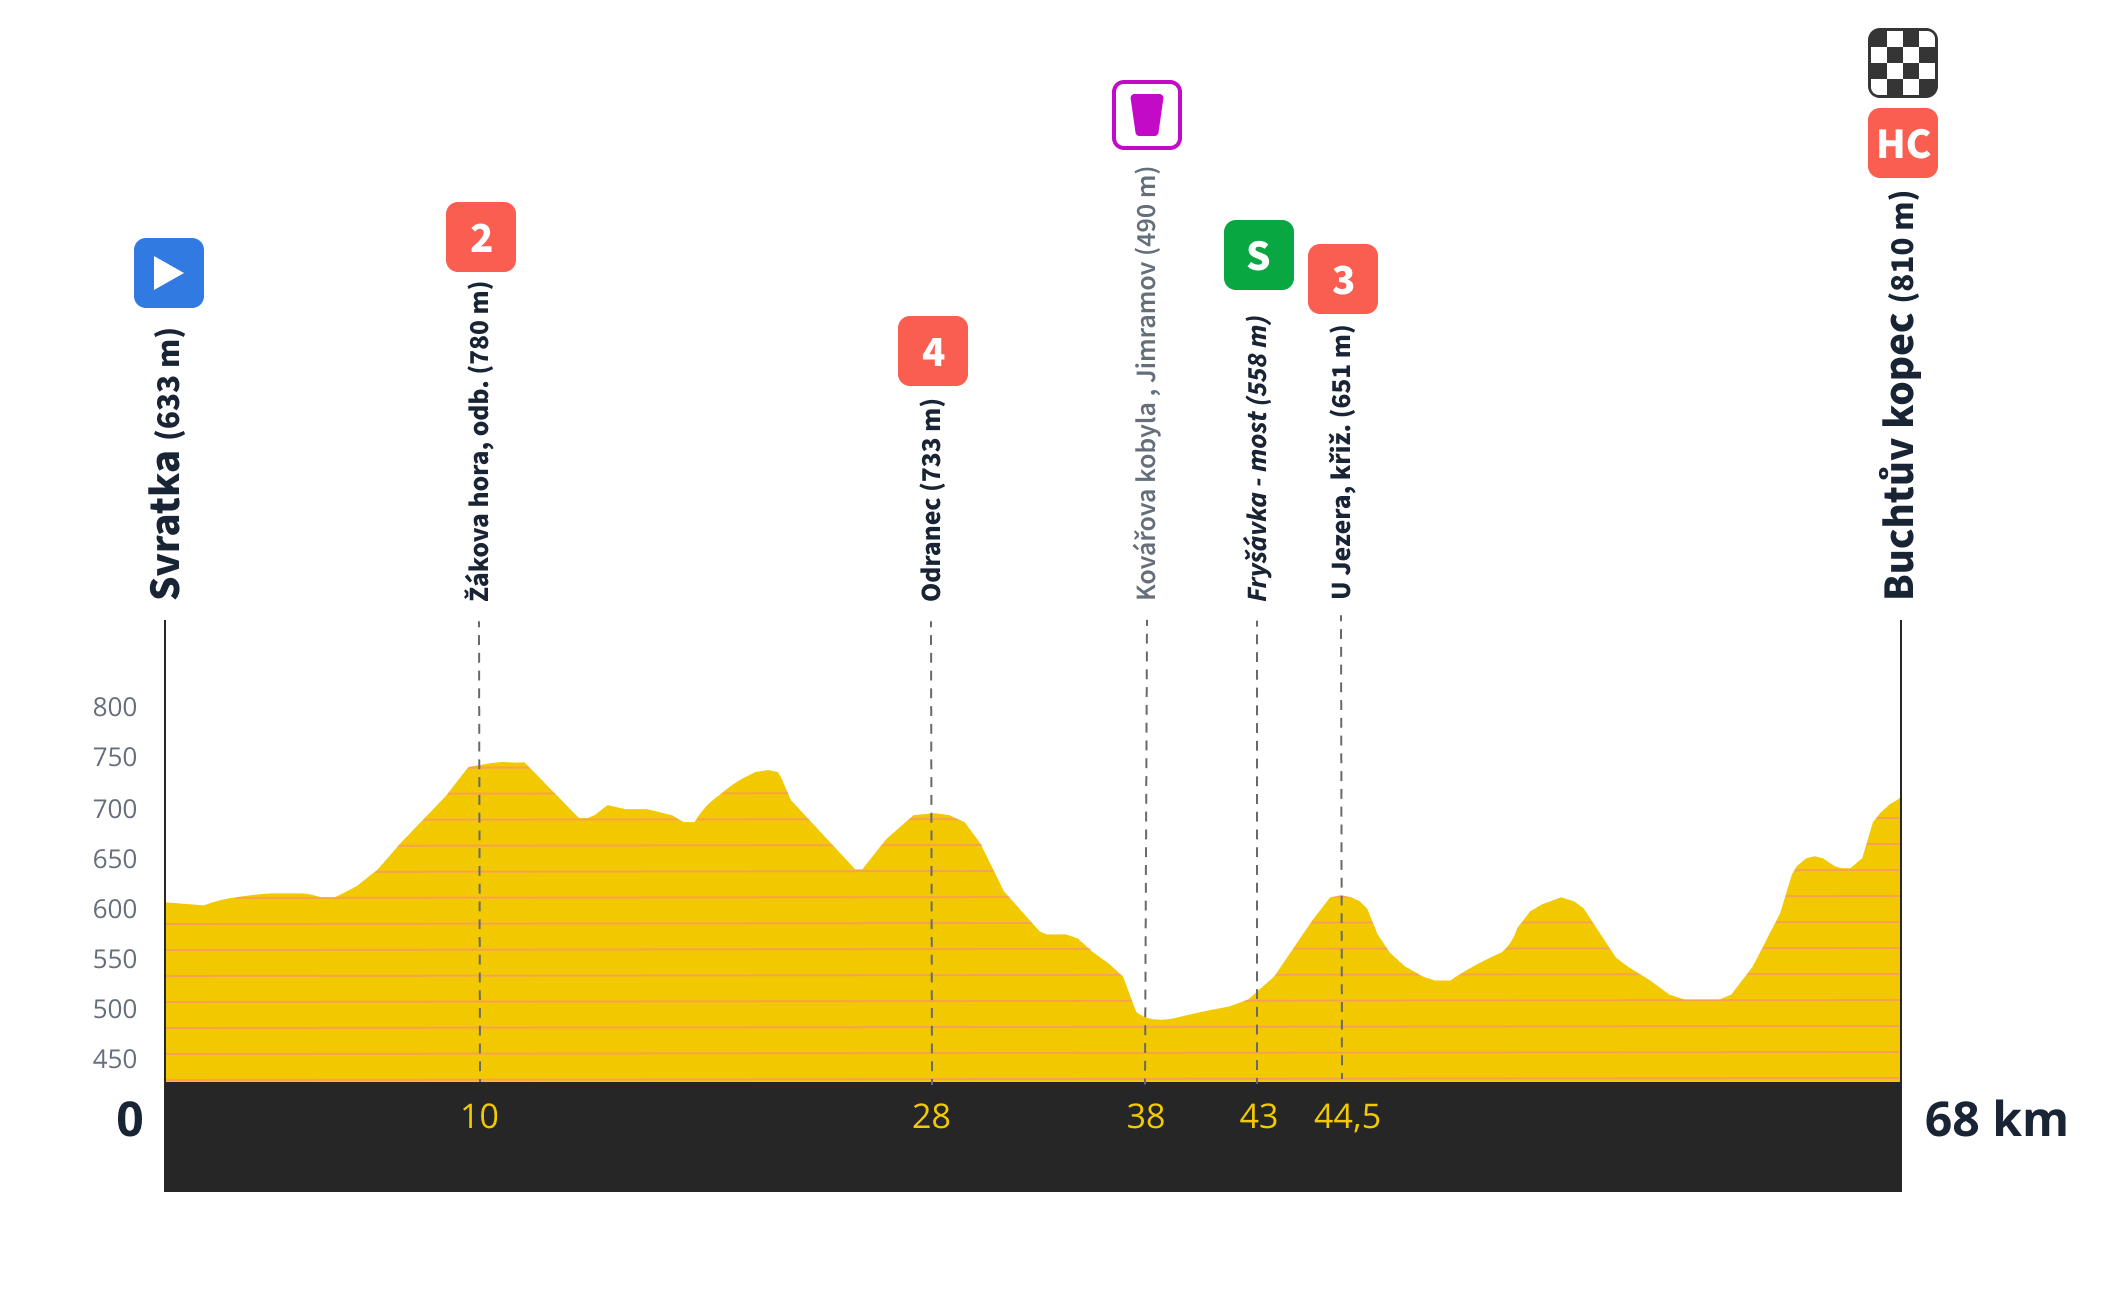 HC
2
S
3
4
Svratka (633 m)
Žákova hora, odb. (780 m)
Odranec (733 m)
Kovářova kobyla , Jimramov (490 m)
Fryšávka - most (558 m)
U Jezera, křiž. (651 m)
Buchtův kopec (810 m)
800
750
700
650
600
550
500
450
0
10
28
38
43
44,5
68 km